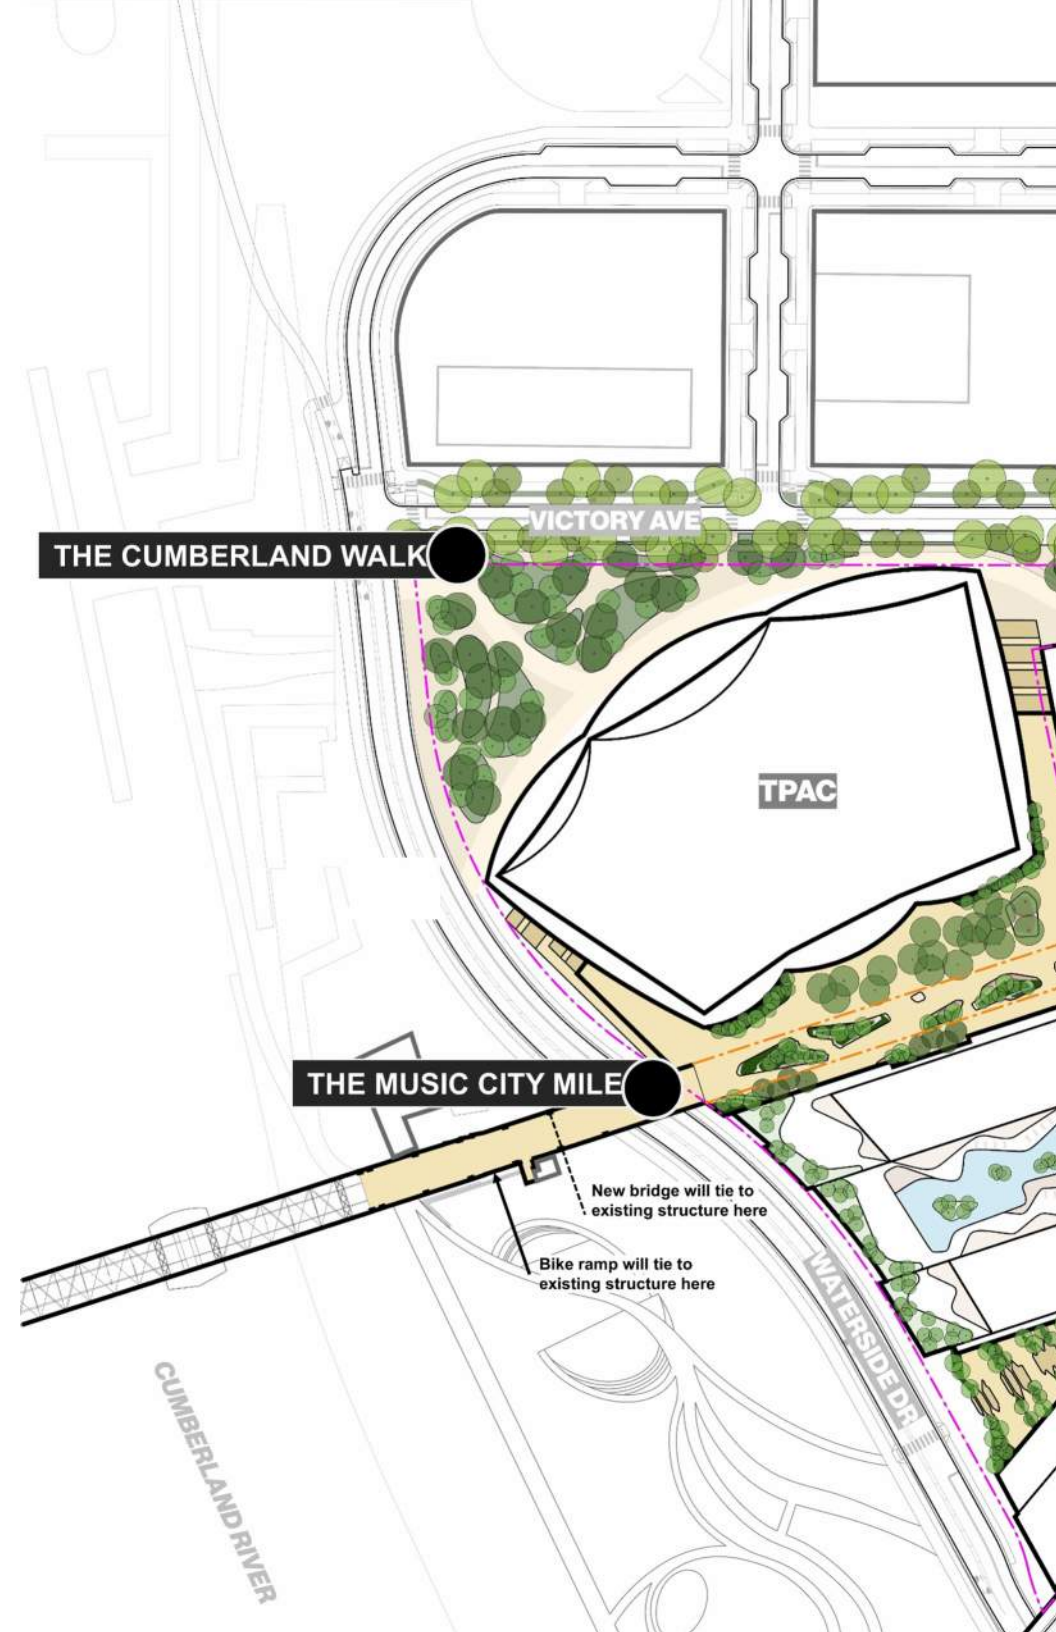 VICTORY AVE
THE CUMBERLAND WALK
TPAC
THE MUSIC CITY MILE
New bridge will tie to
existing structure here
Bike ramp will tie to
existing structure here
WATERSIDE DR
CUMBERLAND RIVER